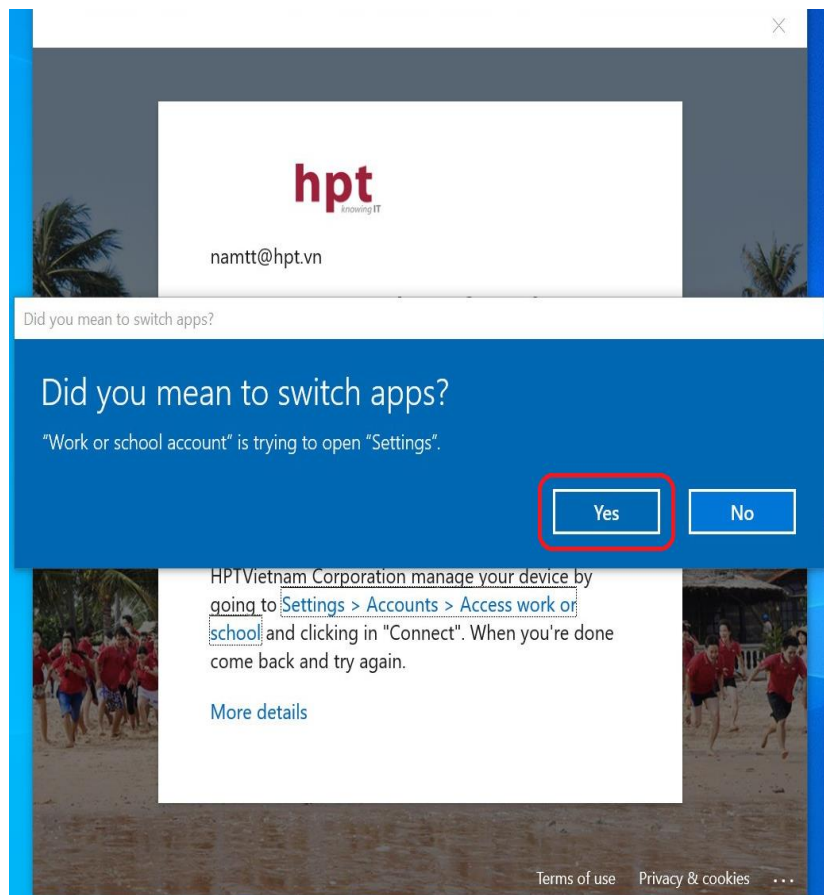 hpt
knowing IT
namtt@hpt.vn
Did you mean to switch apps?
Did you mean to switch apps?
"Work or school account" is trying to open "Settings".
Yes No
HPTVietnam Corporation manage your device by
going to Settings > Accounts > Access work or
school and clicking in "Connect". When you're done
come back and try again.
More details
Terms of use Privacy & cookies ...